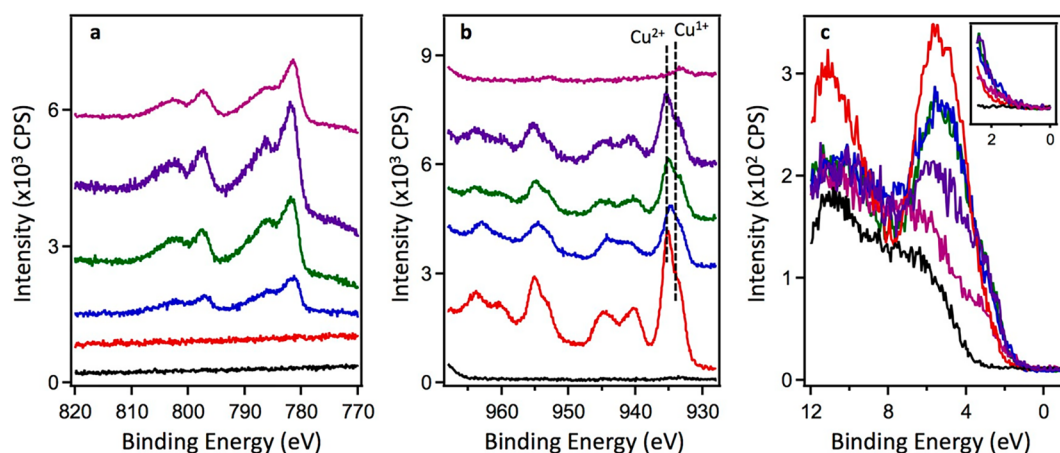 a
Intensity (x10³ CPS)
6
3
0
820 810 800 790 780 770
Binding Energy (eV)
b
Cu²⁺ Cu¹⁺
Intensity (x10³ CPS)
9
6
3
0
960 950 940 930
Binding Energy (eV)
c
Intensity (x10² CPS)
3
2
1
0
12 8 4 0
Binding Energy (eV)
2 0